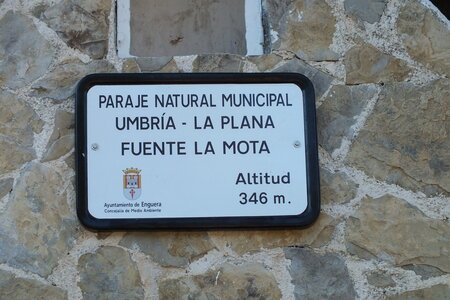 PARAJE NATURAL MUNICIPAL
UMBRÍA - LA PLANA
FUENTE LA MOTA
Altitud
346 m.
Ayuntamiento de Enguera
Concejalía de Medio Ambiente